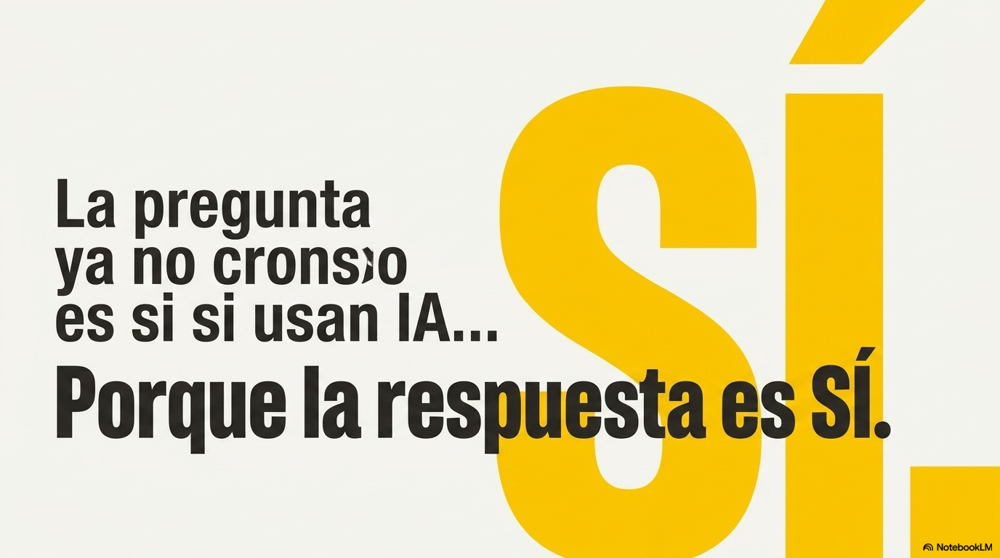 SÍ.
La pregunta
ya no
es si si usan IA...
Porque la respuesta es SÍ.
NotebookLM